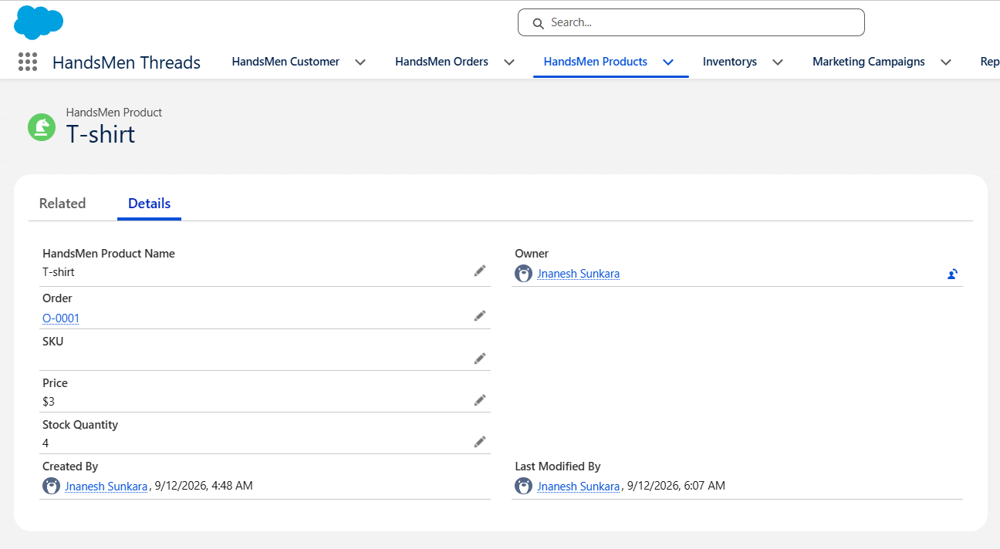 Search...
HandsMen Threads
HandsMen Customer
HandsMen Orders
HandsMen Products
Inventorys
Marketing Campaigns
Rep
HandsMen Product
T-shirt
Related
Details
HandsMen Product Name
T-shirt
Owner
Jnanesh Sunkara
Order
O-0001
SKU
Price
$3
Stock Quantity
4
Created By
Jnanesh Sunkara, 9/12/2026, 4:48 AM
Last Modified By
Jnanesh Sunkara, 9/12/2026, 6:07 AM